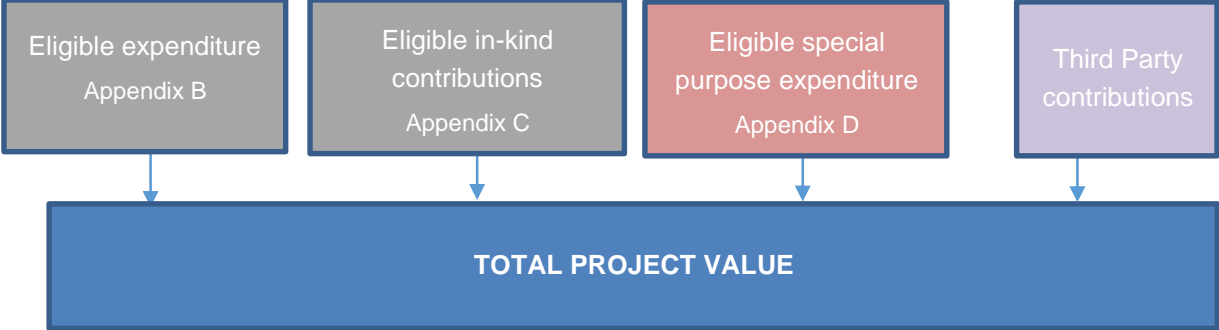 Eligible expenditure
Appendix B
Eligible in-kind
contributions
Appendix C
Eligible special
purpose expenditure
Appendix D
Third Party
contributions
TOTAL PROJECT VALUE